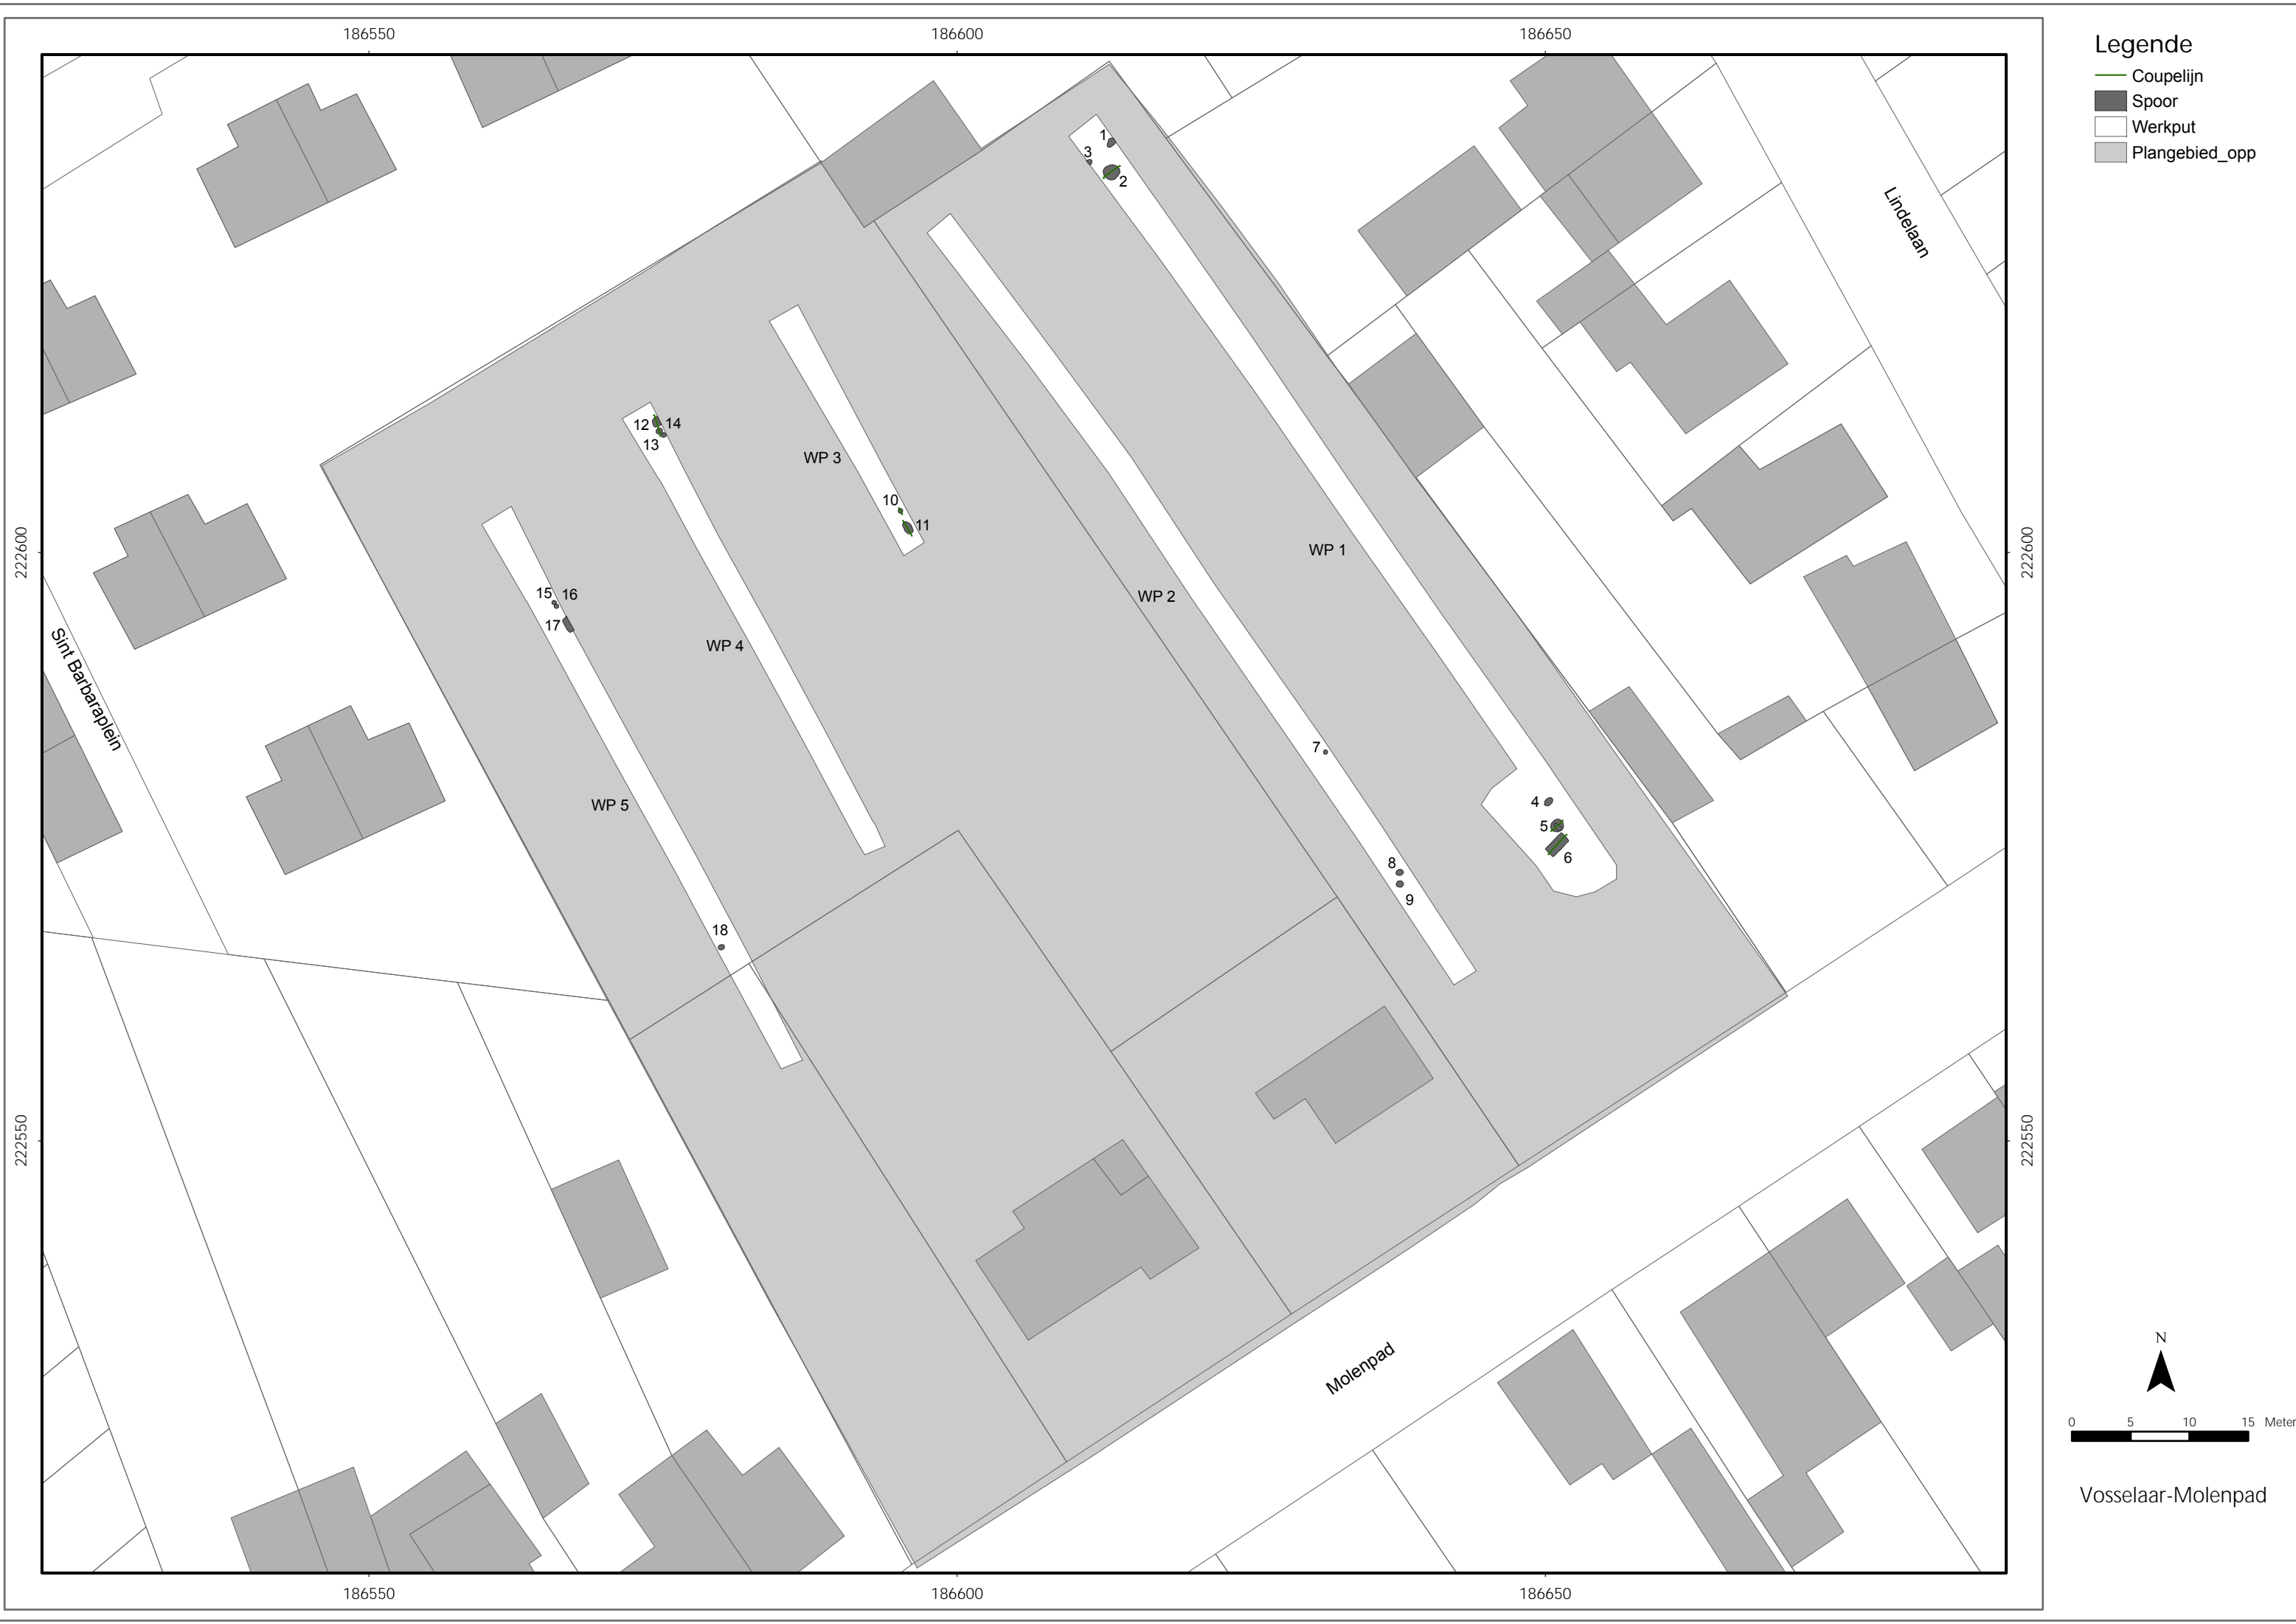 186550
186600
186650
Legende
Coupelijn
Spoor
Werkput
Plangebied_opp
1
3
2
Lindelaan
12
14
13
WP 3
10
11
222600
222600
WP 1
15
16
17
WP 2
WP 4
Sint Barbaraplein
7
WP 5
4
5
6
8
9
18
222550
222550
Molenpad
N
0 5 10 15 Meter
Vosselaar-Molenpad
186550
186600
186650